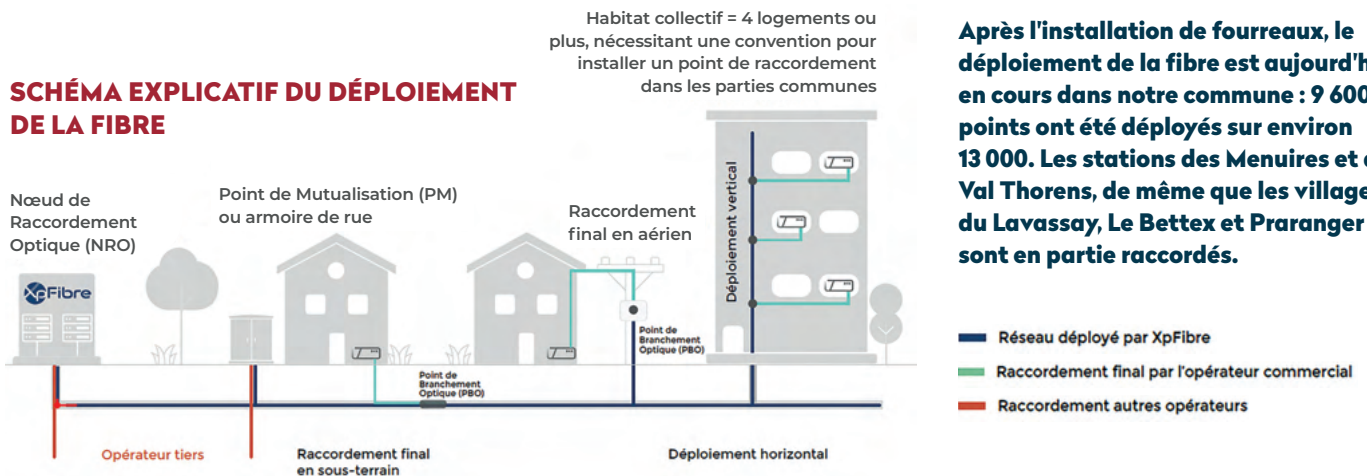 SCHÉMA EXPLICATIF DU DÉPLOIEMENT
DE LA FIBRE
Habitat collectif = 4 logements ou
plus, nécessitant une convention pour
installer un point de raccordement
dans les parties communes
Nœud de
Raccordement
Optique (NRO)
Point de Mutualisation (PM)
ou armoire de rue
Raccordement
final en aérien
Déploiement vertical
XpFibre
Point de
Branchement
Optique (PBO)
Point de
Branchement
Optique (PBO)
Opérateur tiers
Raccordement final
en sous-terrain
Déploiement horizontal
Après l'installation de fourreaux, le
déploiement de la fibre est
en cours dans notre commune : 9 600
points ont été déployés sur environ
13 000. Les stations des Menuires et
Val Thorens, de même que les village
du Lavassay, Le Bettex et Praranger
sont en partie raccordés.
Réseau déployé par XpFibre
Raccordement final par l'opérateur commercial
Raccordement autres opérateurs